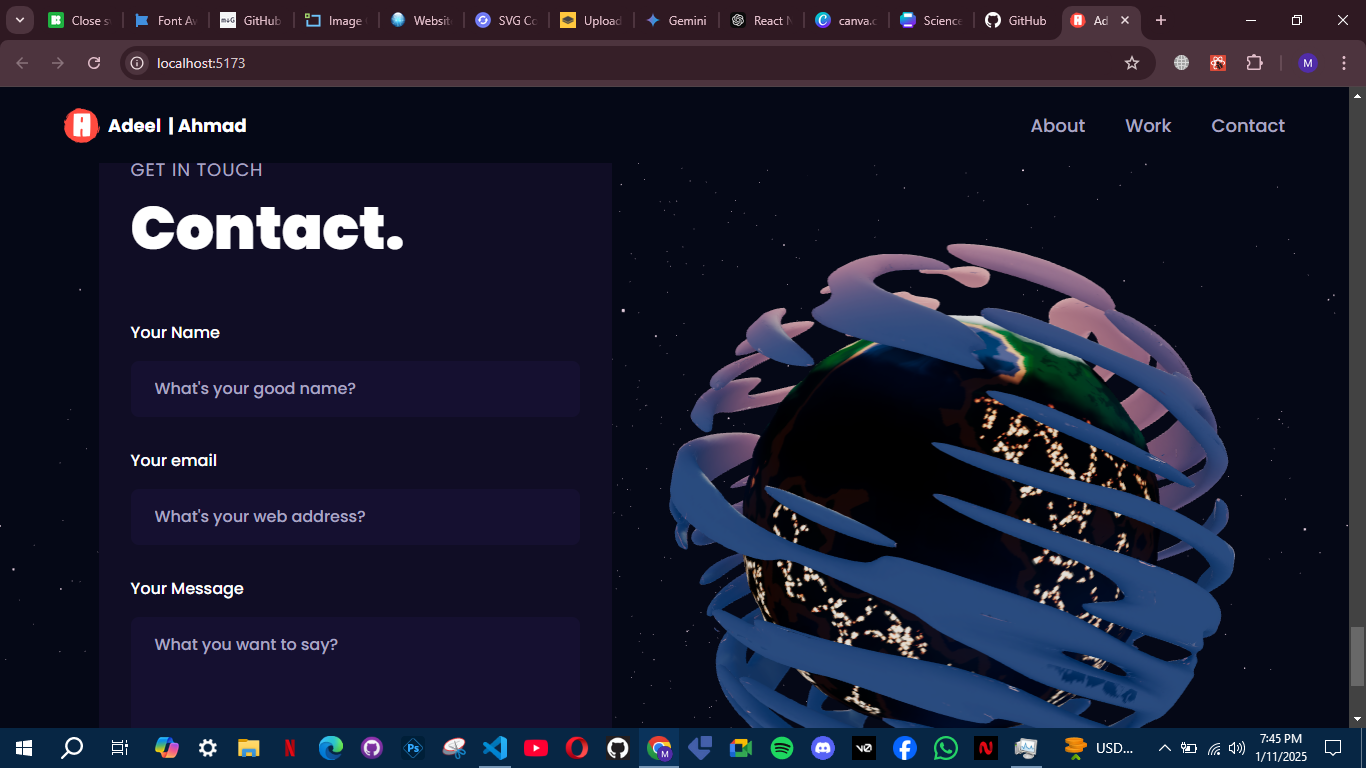 Close s
Font Av
GitHub
Image
Website
SVG Co
Upload
Gemini
React N
canva.c
Science
GitHub
Ad
localhost:5173
M
Adeel | Ahmad
About
Work
Contact
GET IN TOUCH
Contact.
Your Name
What's your good name?
Your email
What's your web address?
Your Message
What you want to say?
USD...
7:45 PM
1/11/2025